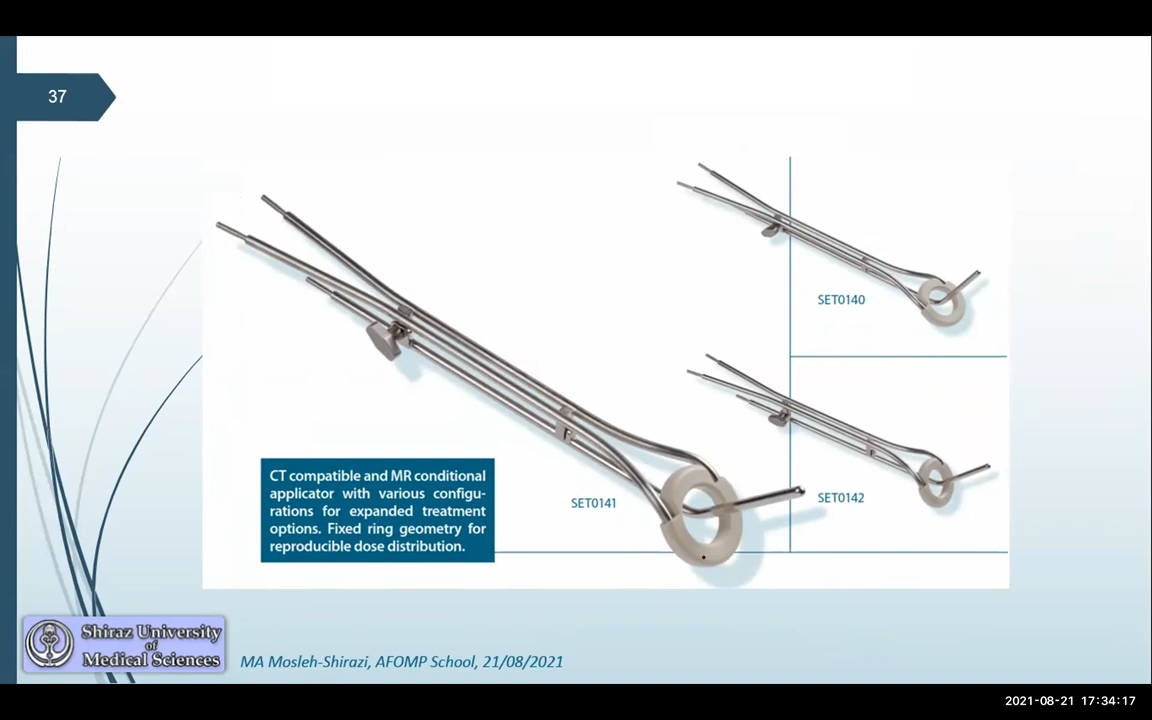 37
SET0140
CT compatible and MR conditional
applicator with various configu-
rations for expanded treatment
options. Fixed ring geometry for
reproducible dose distribution.
SET0141
SET0142
Shiraz University
of
Medical Sciences
MA Mosleh-Shirazi, AFOMP School, 21/08/2021
2021-08-21 17:34:17